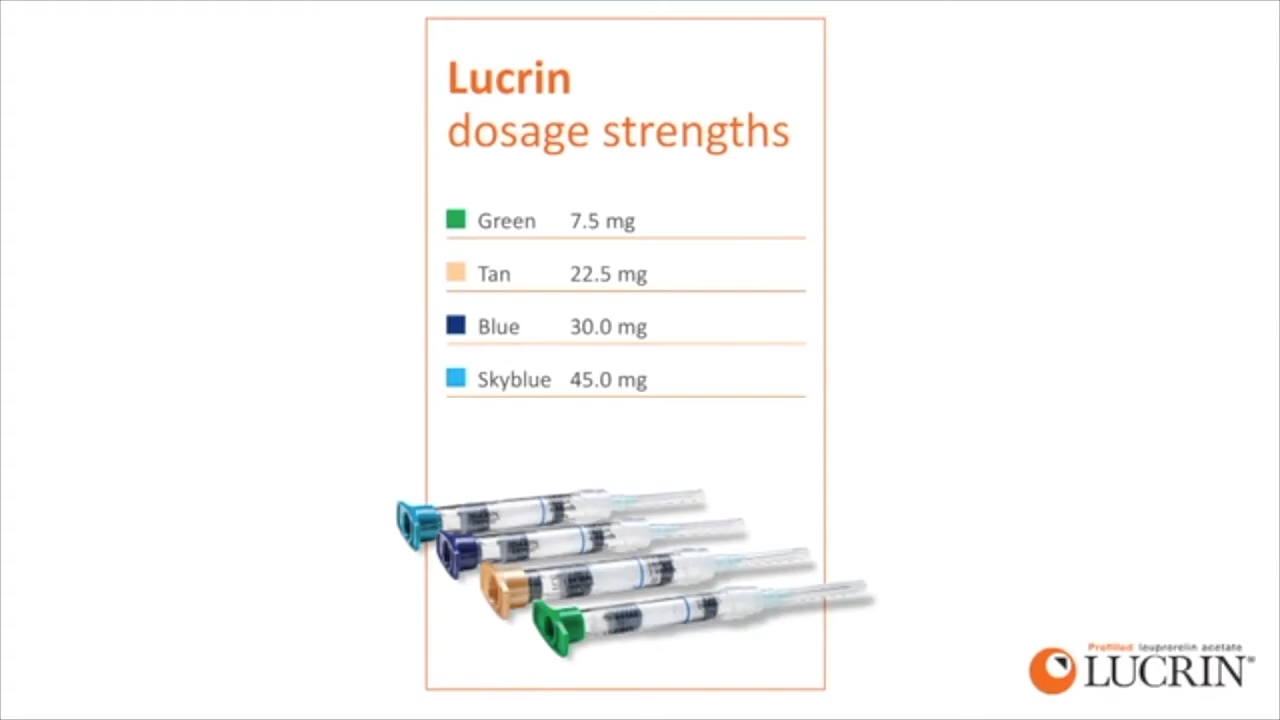 Lucrin
dosage strengths
Green 7.5 mg
Tan 22.5 mg
Blue 30.0 mg
Skyblue 45.0 mg
Prefilled leuprorelin acetate
LUCRIN®